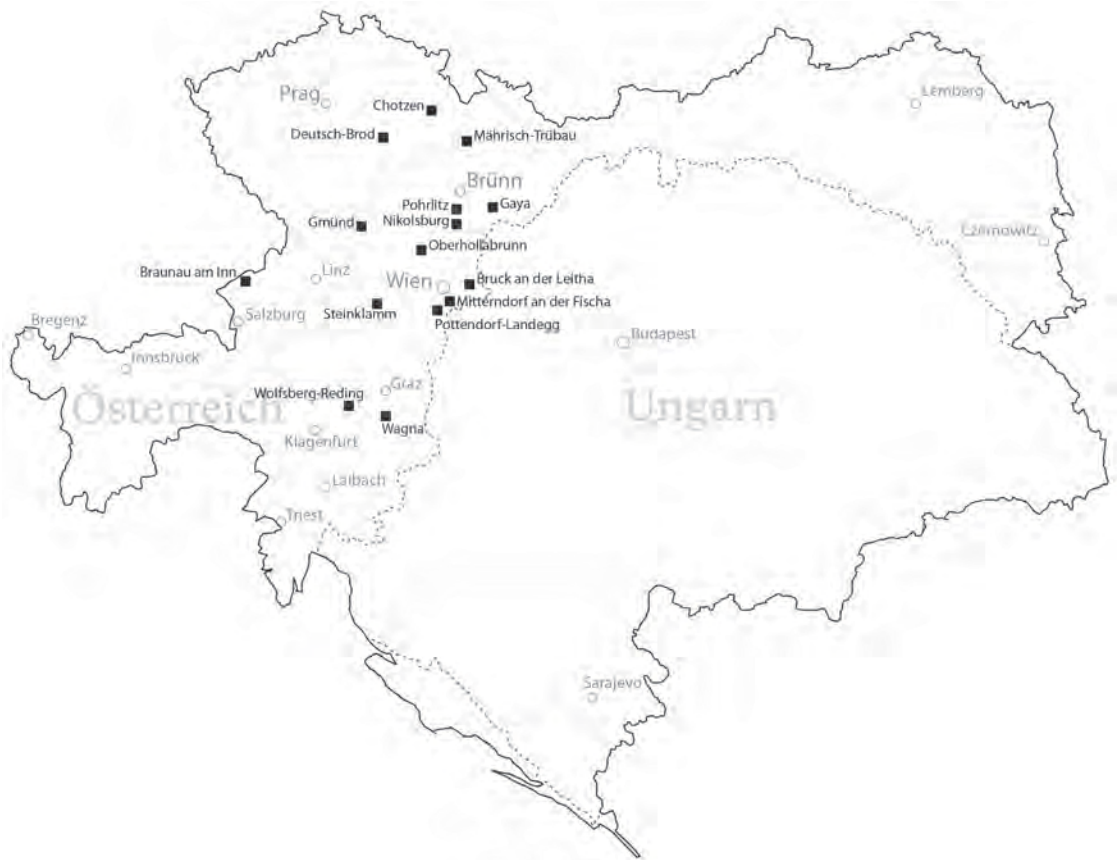 Prag
Chotzen
Lemberg
Deutsch-Brod
Mährisch-Trübau
Brünn
Pohrlitz
Gaya
Nikolsburg
Gmünd
Czernowitz
Oberhollabrunn
Braunau am Inn
Linz
Wien
Bruck an der Leitha
Mitterndorf an der Fischa
Steinklamm
Salzburg
Pottendorf-Landegg
Bregenz
Budapest
Innsbruck
Graz
Wolfsberg-Reding
Österreich
Ungarn
Wagna
Klagenfurt
Laibach
Triest
Sarajevo